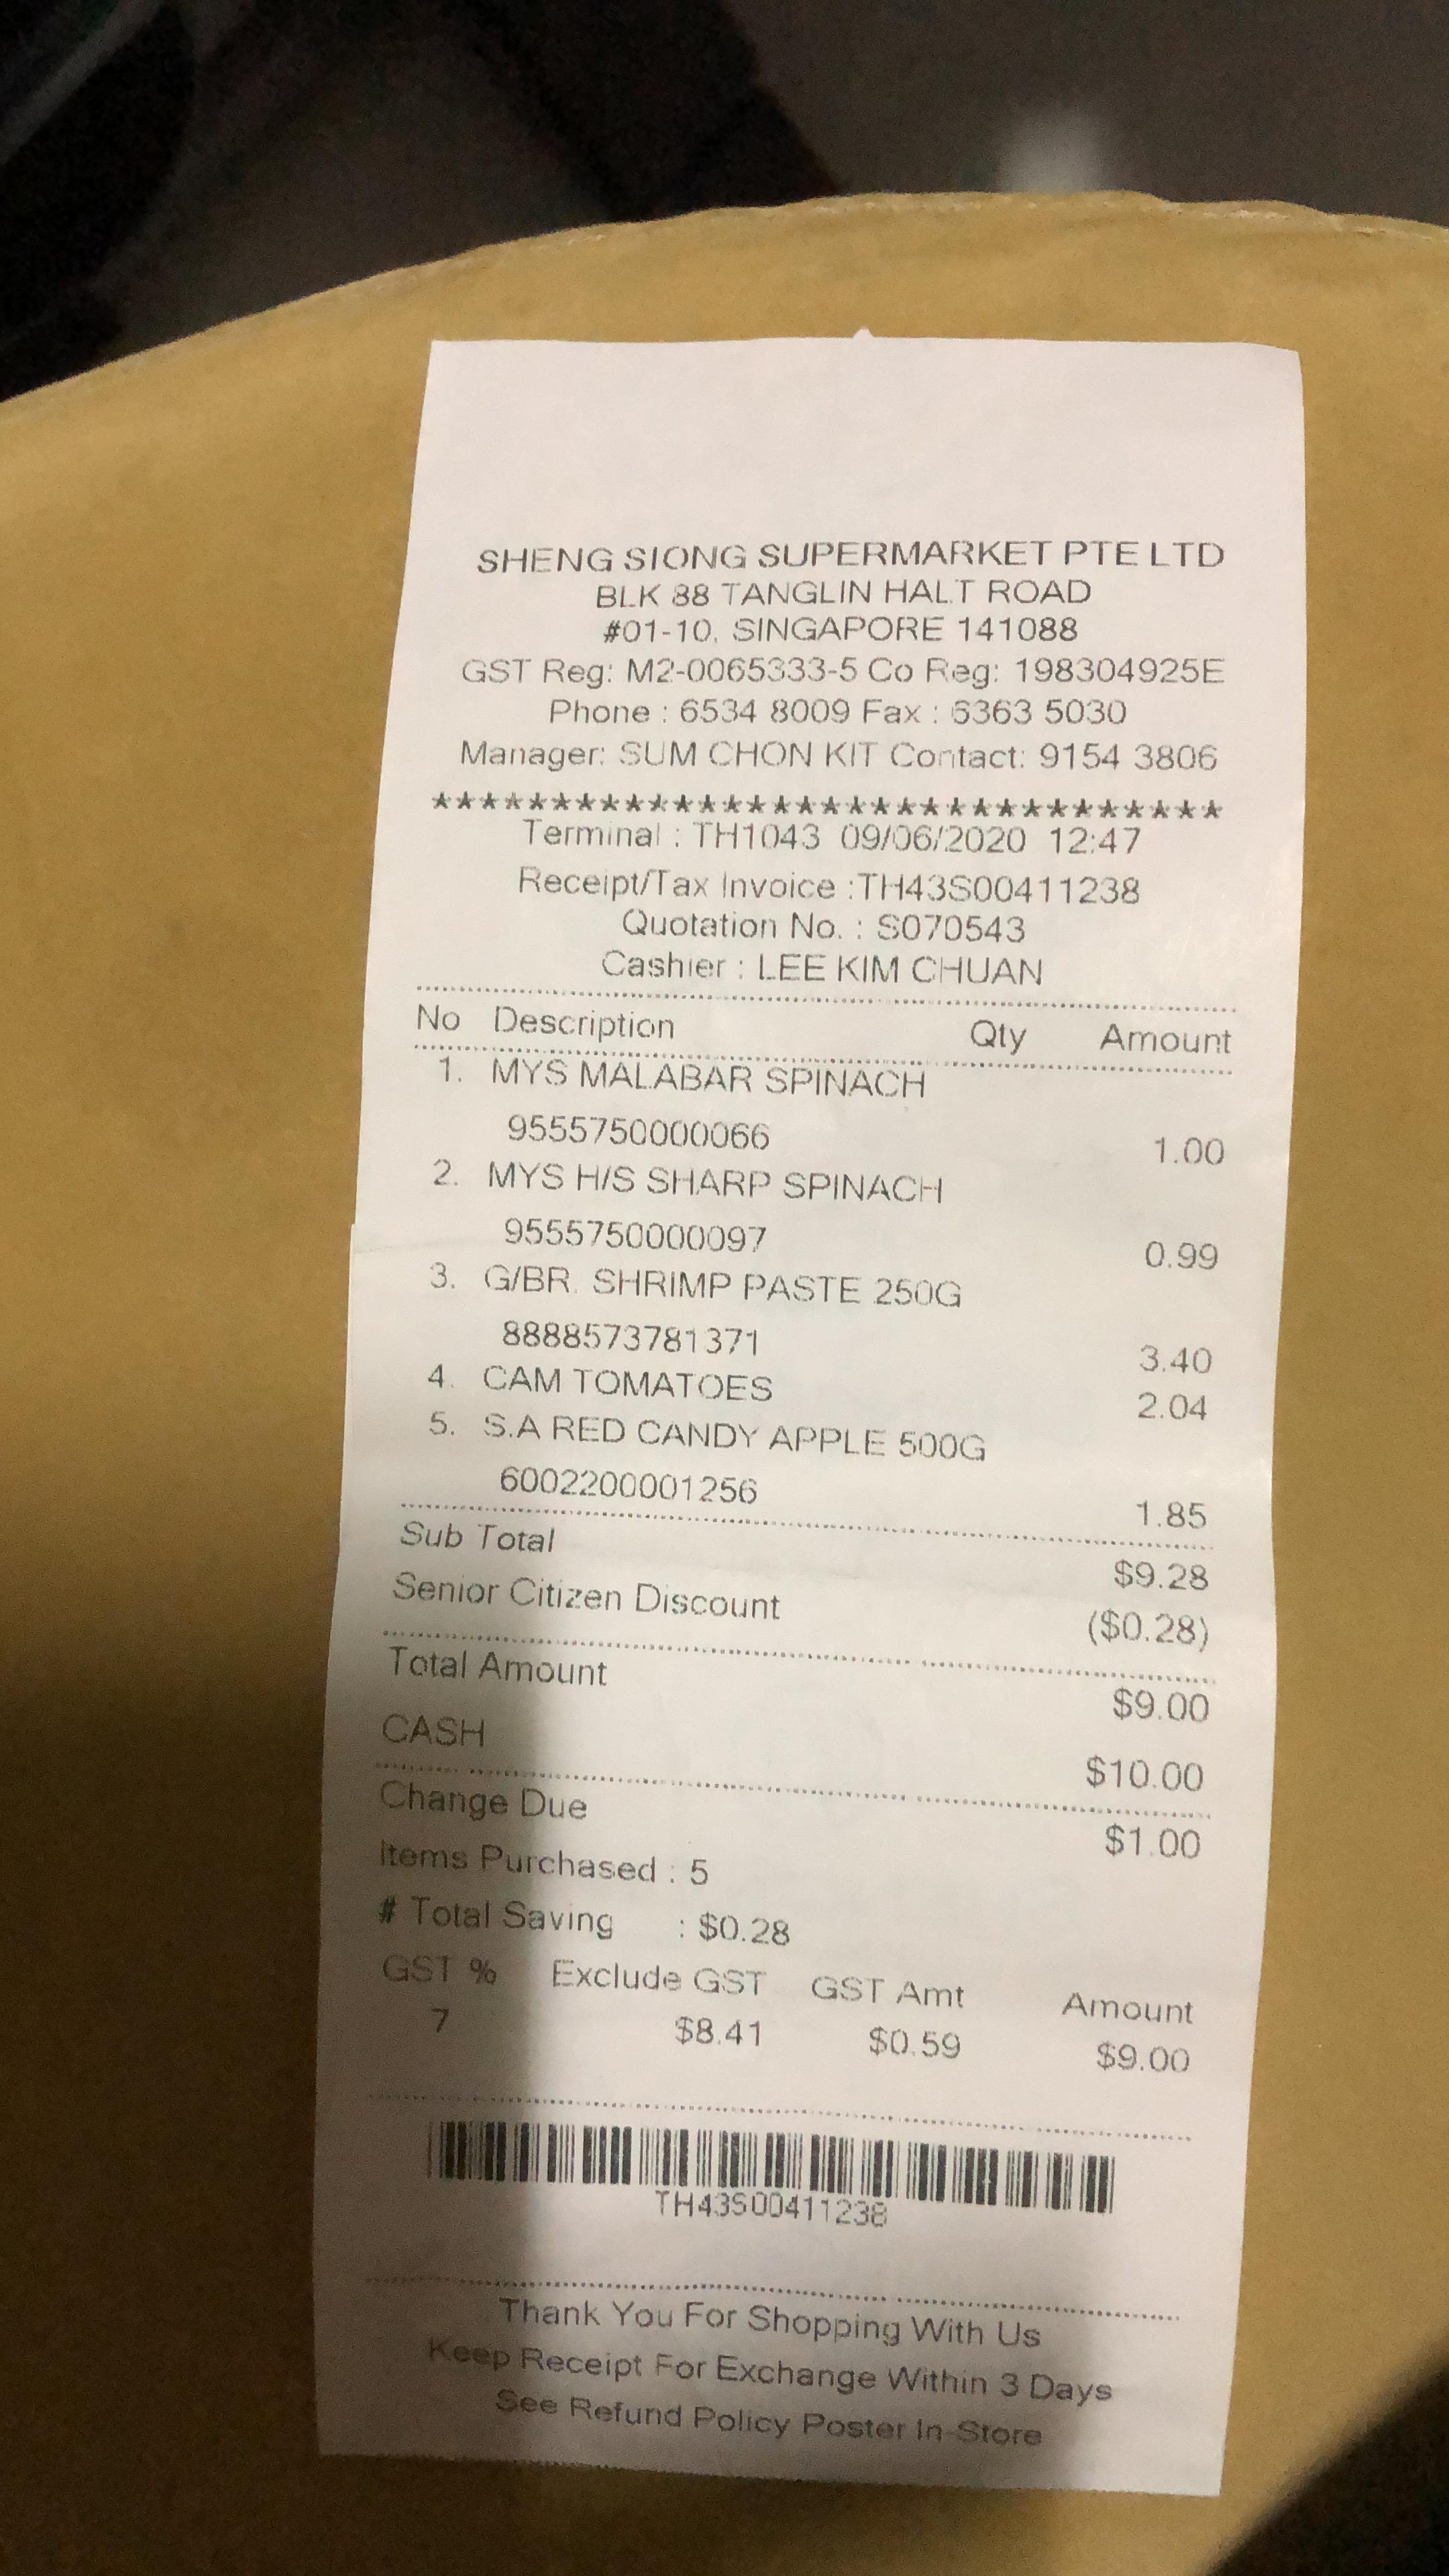 SHENG SIONG SUPERMARKET PTE LTD
BLK 88 TANGLIN HALT ROAD
#01-10, SINGAPORE 141088
GST Reg: M2-0065333-5 Co Reg: 198304925E
Phone : 6534 8009 Fax : 6363 5030
Manager: SUM CHON KIT Contact: 9154 3806
*********************************
Terminal : TH1043 09/06/2020 12:47
Receipt/Tax Invoice :TH43S00411238
Quotation No. : S070543
Cashier : LEE KIM CHUAN
No Description Qty Amount
1. MYS MALABAR SPINACH
9555750000066 1.00
2. MYS H/S SHARP SPINACH
9555750000097 0.99
3. G/BR. SHRIMP PASTE 250G
8888573781371 3.40
4. CAM TOMATOES 2.04
5. S.A RED CANDY APPLE 500G
6002200001256 1.85
Sub Total $9.28
Senior Citizen Discount ($0.28)
Total Amount $9.00
CASH $10.00
Change Due $1.00
Items Purchased : 5
# Total Saving : $0.28
GST % Exclude GST GST Amt Amount
7 $8.41 $0.59 $9.00
TH43S00411238
Thank You For Shopping With Us
Keep Receipt For Exchange Within 3 Days
See Refund Policy Poster In-Store